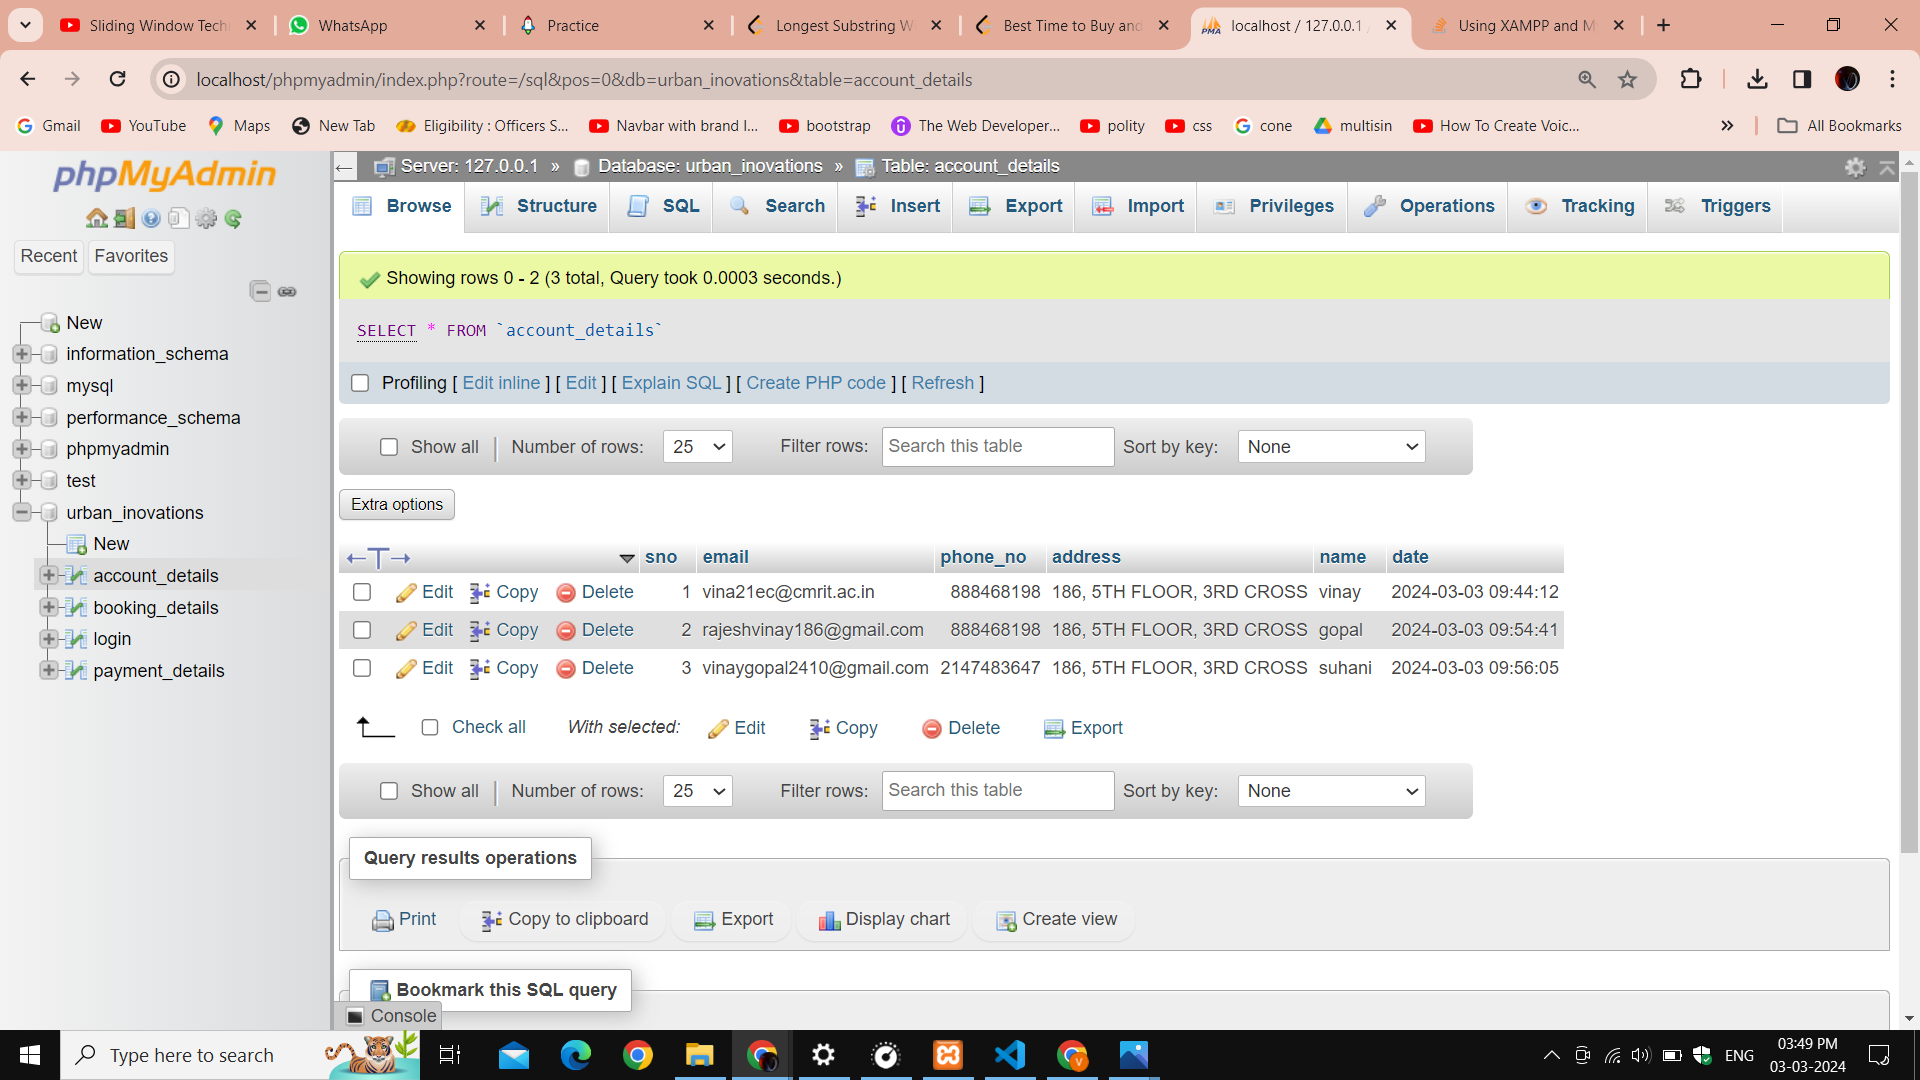 Sliding Window Tech
WhatsApp
Practice
Longest Substring W
Best Time to Buy and
localhost / 127.0.0.1 /
Using XAMPP and M
localhost/phpmyadmin/index.php?route=/sql&pos=0&db=urban_inovations&table=account_details
Gmail YouTube Maps New Tab Eligibility : Officers S... Navbar with brand I... bootstrap The Web Developer... polity css cone multisin How To Create Voic... » All Bookmarks
phpMyAdmin
Recent Favorites
New
information_schema
mysql
performance_schema
phpmyadmin
test
urban_inovations
New
account_details
booking_details
login
payment_details
Server: 127.0.0.1 » Database: urban_inovations » Table: account_details
Browse Structure SQL Search Insert Export Import Privileges Operations Tracking Triggers
Showing rows 0 - 2 (3 total, Query took 0.0003 seconds.)
SELECT * FROM `account_details`
Profiling [ Edit inline ] [ Edit ] [ Explain SQL ] [ Create PHP code ] [ Refresh ]
Show all | Number of rows: 25 Filter rows: Search this table Sort by key: None
Extra options
←T→ sno email phone_no address name date
Edit Copy Delete 1 vina21ec@cmrit.ac.in 888468198 186, 5TH FLOOR, 3RD CROSS vinay 2024-03-03 09:44:12
Edit Copy Delete 2 rajeshvinay186@gmail.com 888468198 186, 5TH FLOOR, 3RD CROSS gopal 2024-03-03 09:54:41
Edit Copy Delete 3 vinaygopal2410@gmail.com 2147483647 186, 5TH FLOOR, 3RD CROSS suhani 2024-03-03 09:56:05
Check all With selected: Edit Copy Delete Export
Show all | Number of rows: 25 Filter rows: Search this table Sort by key: None
Query results operations
Print Copy to clipboard Export Display chart Create view
Bookmark this SQL query
Console
Type here to search
ENG
03:49 PM
03-03-2024